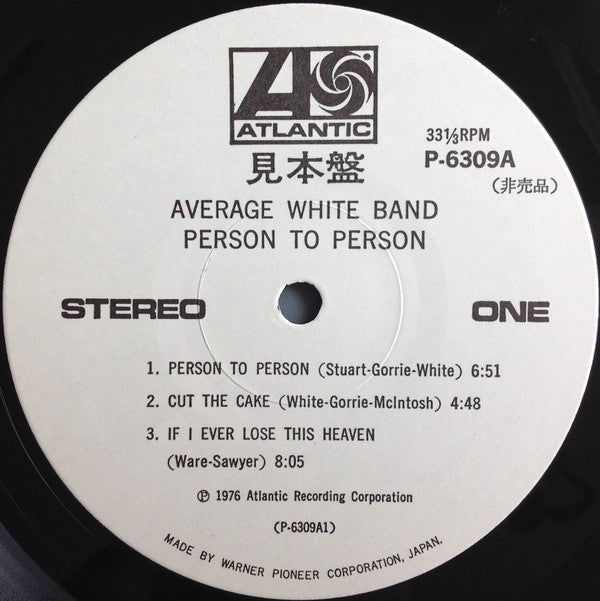 ATLANTIC
見本盤
33⅓RPM
P-6309A
(非売品)
AVERAGE WHITE BAND
PERSON TO PERSON
STEREO
ONE
1. PERSON TO PERSON (Stuart-Gorrie-White) 6:51
2. CUT THE CAKE (White-Gorrie-McIntosh) 4:48
3. IF I EVER LOSE THIS HEAVEN
(Ware-Sawyer) 8:05
℗ 1976 Atlantic Recording Corporation
(P-6309A1)
MADE BY WARNER PIONEER CORPORATION, JAPAN.